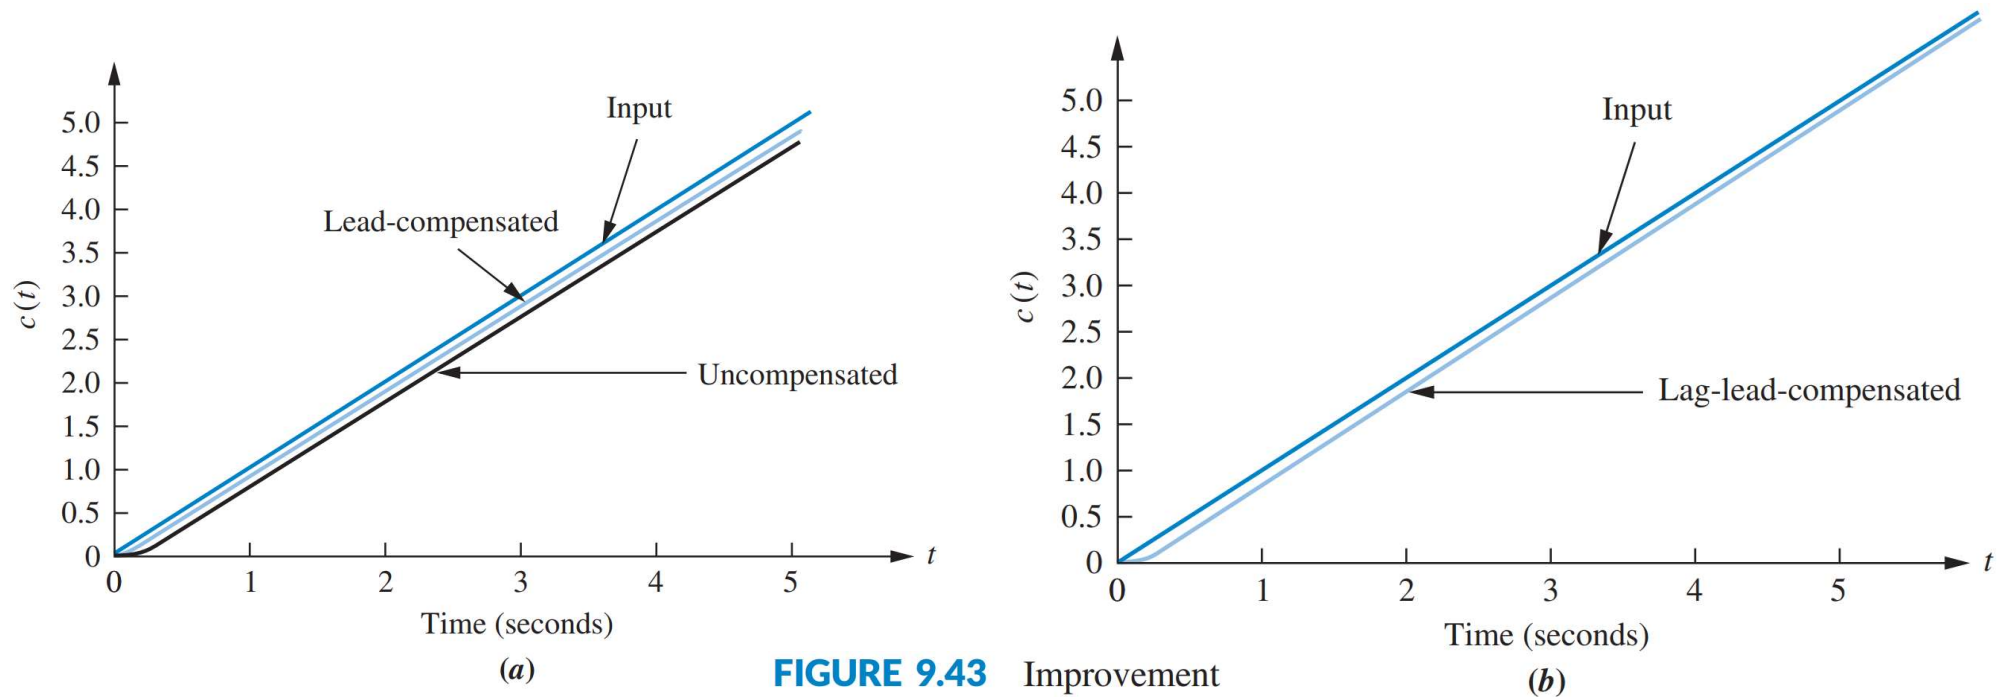 5.0
4.5
4.0
3.5
3.0
2.5
2.0
1.5
1.0
0.5
0
c(t)
Input
Lead-compensated
Uncompensated
0 1 2 3 4 5 t
Time (seconds)
(a)
5.0
4.5
4.0
3.5
3.0
2.5
2.0
1.5
1.0
0.5
0
c(t)
Input
Lag-lead-compensated
0 1 2 3 4 5 t
Time (seconds)
(b)
FIGURE 9.43 Improvement